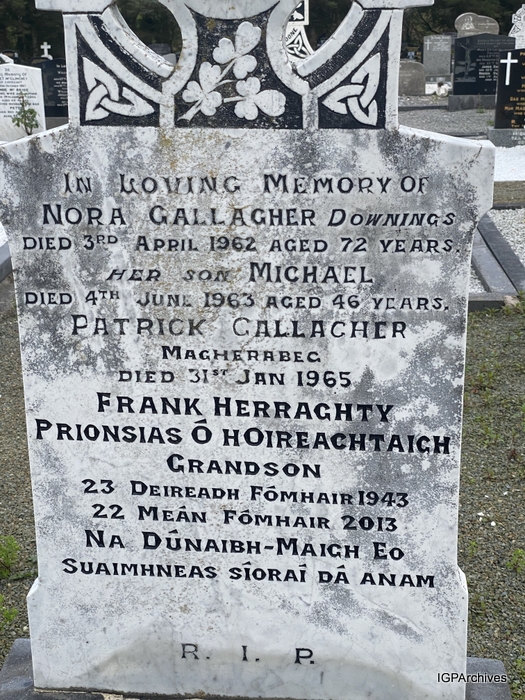 In Loving Memory of
Nora Gallagher Downings
died 3rd April 1962 aged 72 years.
her son Michael
died 4th June 1963 aged 46 years.
Patrick Gallagher
Magherabeg
died 31st Jan 1965
Frank Herraghty
Prionsias Ó hOireachtaigh
Grandson
23 Deireadh Fómhair 1943
22 Meán Fómhair 2013
Na Dúnaibh-Maigh Eo
Suaimhneas síoraí dá anam
R. I. P.
IGPArchives